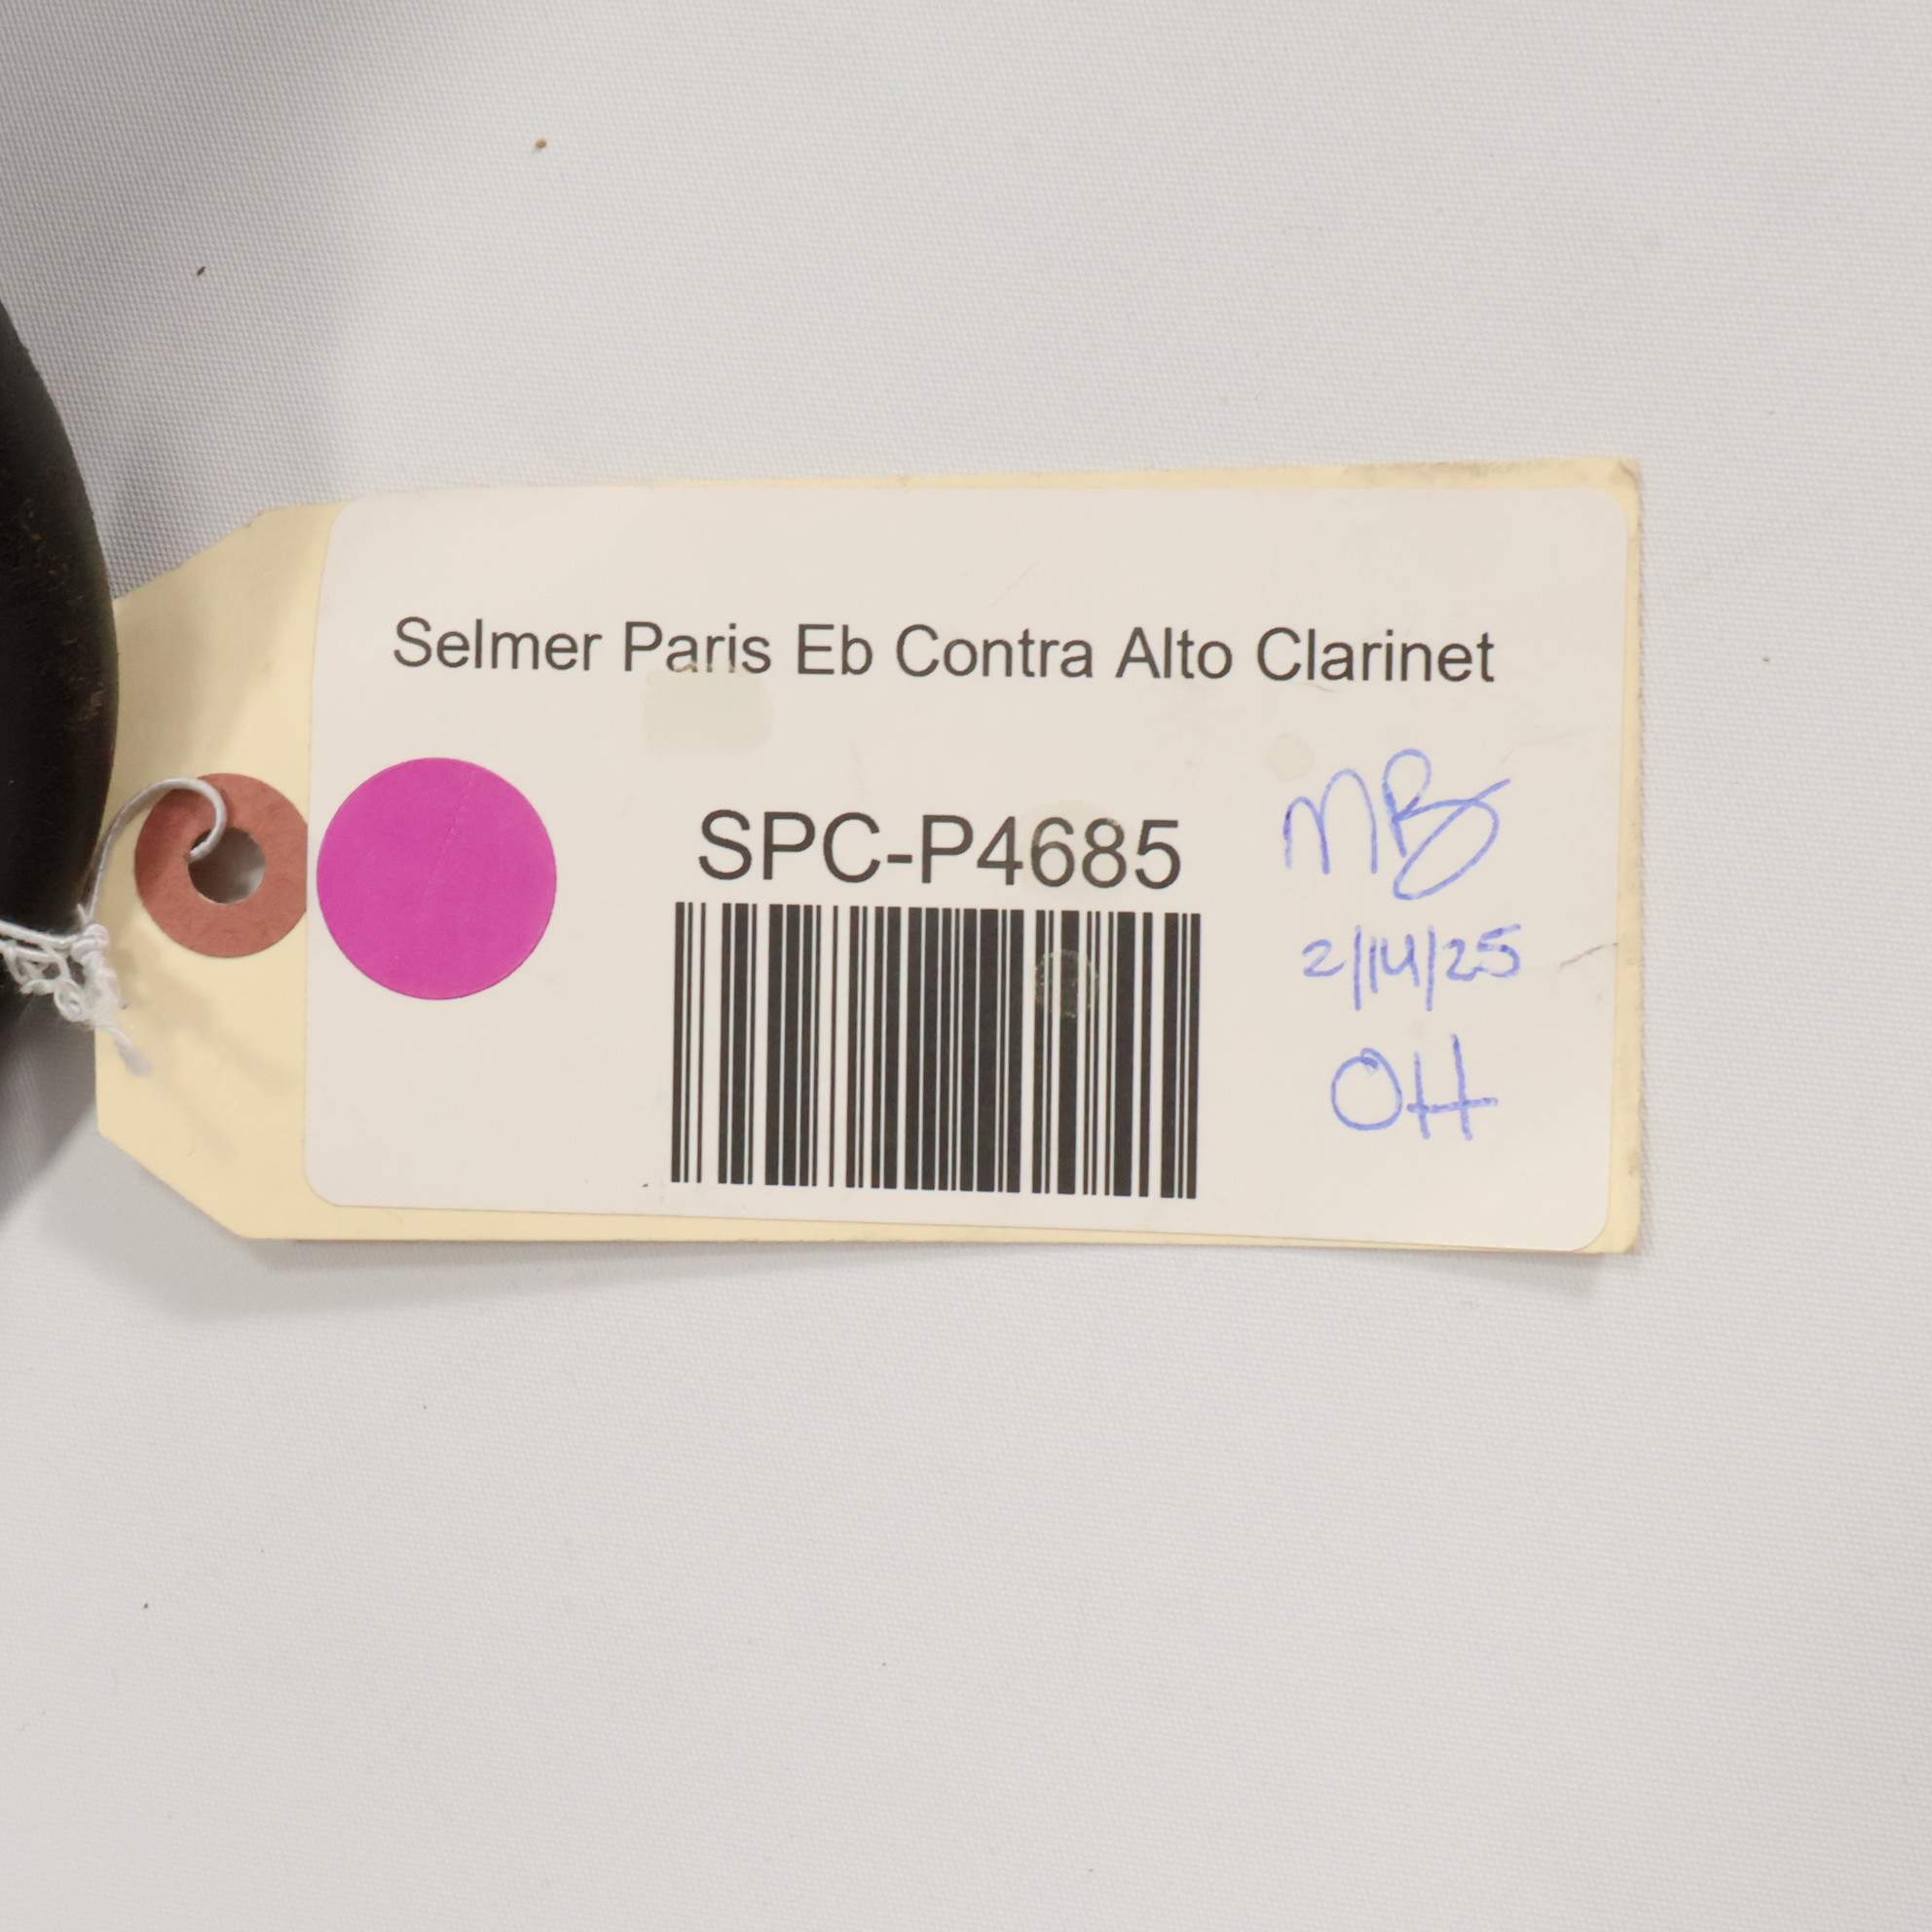 Selmer Paris Eb Contra Alto Clarinet
SPC-P4685
MB
2/14/25
OH